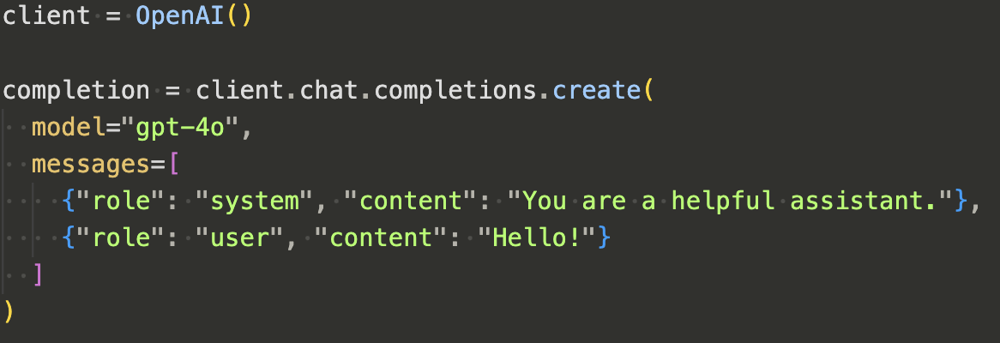 client = OpenAI()

completion = client.chat.completions.create(
  model="gpt-4o",
  messages=[
    {"role": "system", "content": "You are a helpful assistant."},
    {"role": "user", "content": "Hello!"}
  ]
)